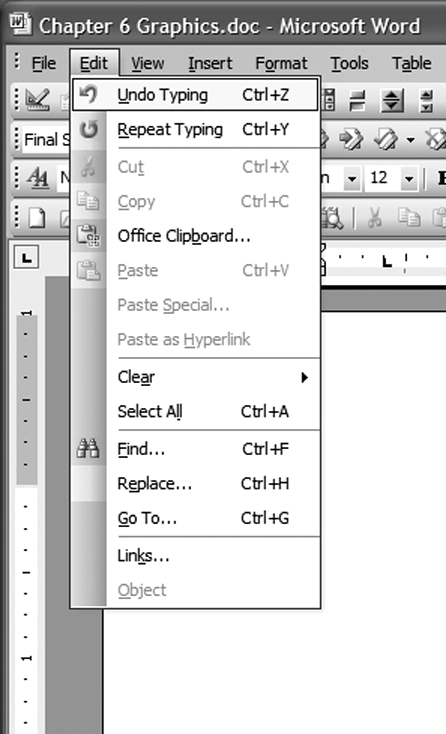 Chapter 6 Graphics.doc - Microsoft Word
File Edit View Insert Format Tools Table
Undo Typing Ctrl+Z
Repeat Typing Ctrl+Y
Final
12
Cut Ctrl+X
Copy Ctrl+C
Office Clipboard...
Paste Ctrl+V
Paste Special...
Paste as Hyperlink
Clear
Select All Ctrl+A
Find... Ctrl+F
Replace... Ctrl+H
Go To... Ctrl+G
Links...
Object
1
1